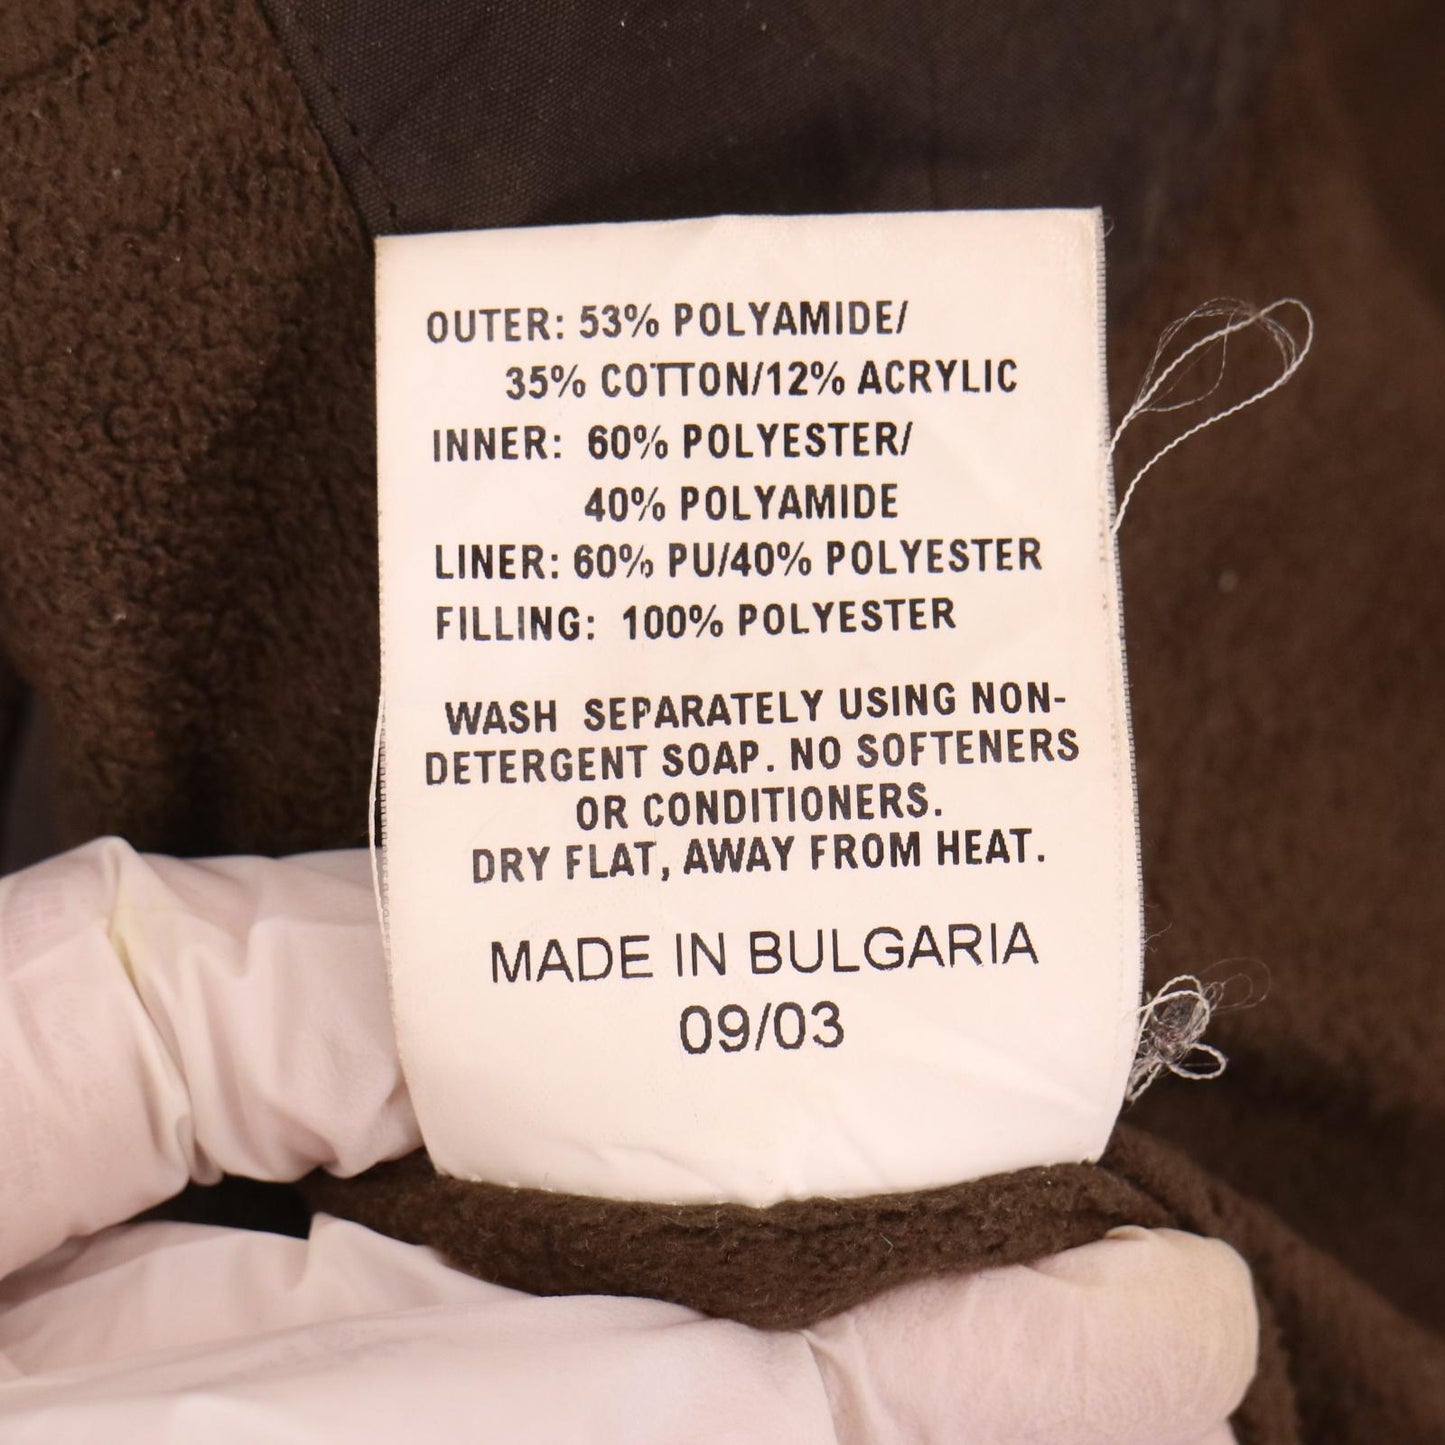 OUTER: 53% POLYAMIDE/
35% COTTON/12% ACRYLIC
INNER: 60% POLYESTER/
40% POLYAMIDE
LINER: 60% PU/40% POLYESTER
FILLING: 100% POLYESTER
WASH SEPARATELY USING NON-
DETERGENT SOAP. NO SOFTENERS
OR CONDITIONERS.
DRY FLAT, AWAY FROM HEAT.
MADE IN BULGARIA
09/03